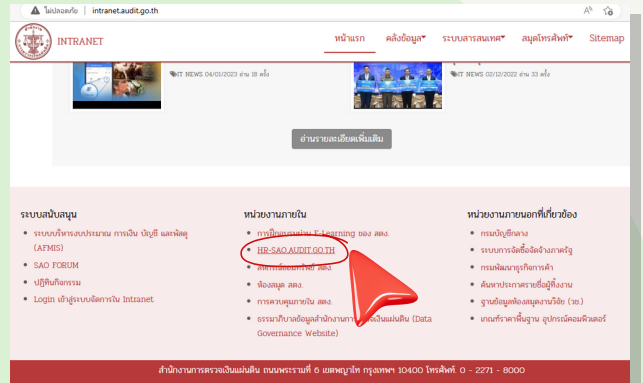 ไม่ปลอดภัย | intranet.audit.go.th
INTRANET
หน้าแรก คลังข้อมูล ระบบสารสนเทศ สมุดโทรศัพท์ Sitemap
IT NEWS 04/01/2023 อ่าน 18 ครั้ง
IT NEWS 02/12/2022 อ่าน 33 ครั้ง
อ่านรายละเอียดเพิ่มเติม
ระบบสนับสนุน
ระบบบริหารงบประมาณ การเงิน บัญชี และพัสดุ
(AFMIS)
SAO FORUM
ปฏิทินกิจกรรม
Login เข้าสู่ระบบจัดการใน Intranet
หน่วยงานภายใน
การฝึกอบรมผ่าน E-Learning ของ สตง.
HR-SAO.AUDIT.GO.TH
สหกรณ์ออมทรัพย์ สตง.
ห้องสมุด สตง.
การควบคุมภายใน สตง.
ธรรมาภิบาลข้อมูลสำนักงานการตรวจเงินแผ่นดิน (Data
Governance Website)
หน่วยงานภายนอกที่เกี่ยวข้อง
กรมบัญชีกลาง
ระบบการจัดซื้อจัดจ้างภาครัฐ
กรมพัฒนาธุรกิจการค้า
ค้นหาประกาศรายชื่อผู้ทิ้งงาน
ฐานข้อมูลห้องสมุดงานวิจัย (วช.)
เกณฑ์ราคาพื้นฐาน อุปกรณ์คอมพิวเตอร์
สำนักงานการตรวจเงินแผ่นดิน ถนนพระรามที่ 6 เขตพญาไท กรุงเทพฯ 10400 โทรศัพท์. 0 - 2271 - 8000